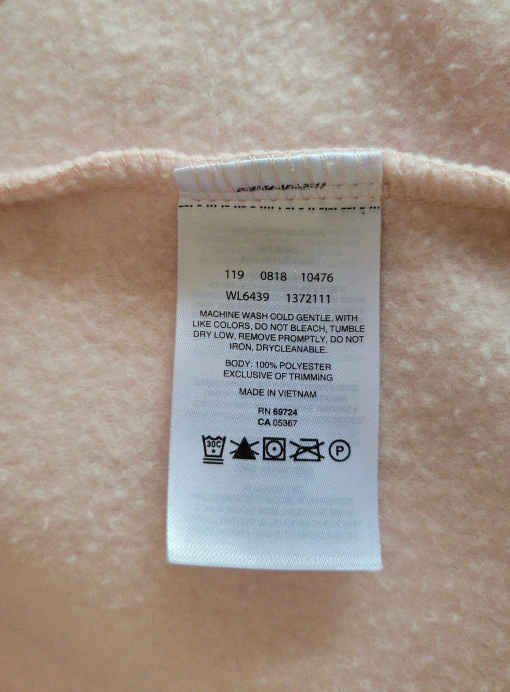 119 0818 10476
WL6439 1372111
MACHINE WASH COLD GENTLE, WITH
LIKE COLORS, DO NOT BLEACH, TUMBLE
DRY LOW, REMOVE PROMPTLY, DO NOT
IRON, DRYCLEANABLE.
BODY: 100% POLYESTER
EXCLUSIVE OF TRIMMING
MADE IN VIETNAM
RN 69724
CA 05367
30C P